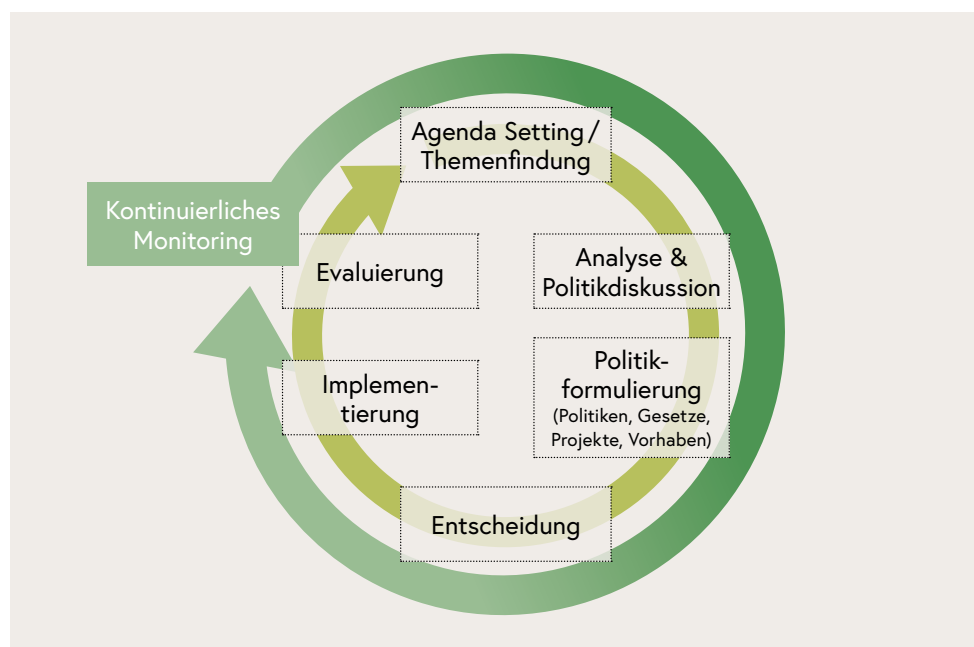 Agenda Setting /
Themenfindung
Kontinuierliches
Monitoring
Evaluierung
Analyse &
Politikdiskussion
Implemen-
tierung
Politik-
formulierung
(Politiken, Gesetze,
Projekte, Vorhaben)
Entscheidung